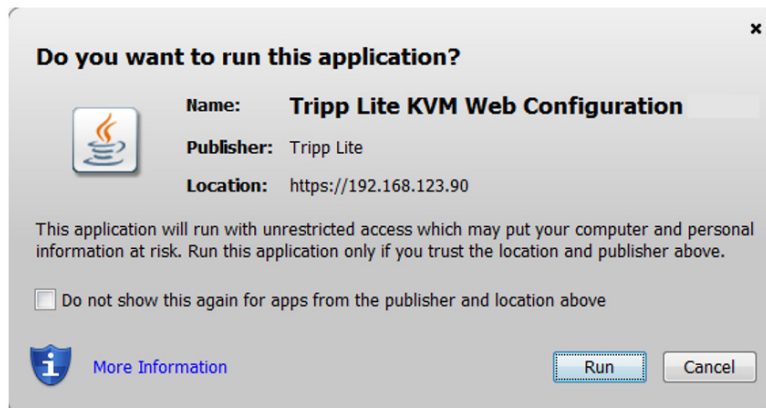 Do you want to run this application?
Name: Tripp Lite KVM Web Configuration
Publisher: Tripp Lite
Location: https://192.168.123.90
This application will run with unrestricted access which may put your computer and personal
information at risk. Run this application only if you trust the location and publisher above.
Do not show this again for apps from the publisher and location above
More Information
Run
Cancel